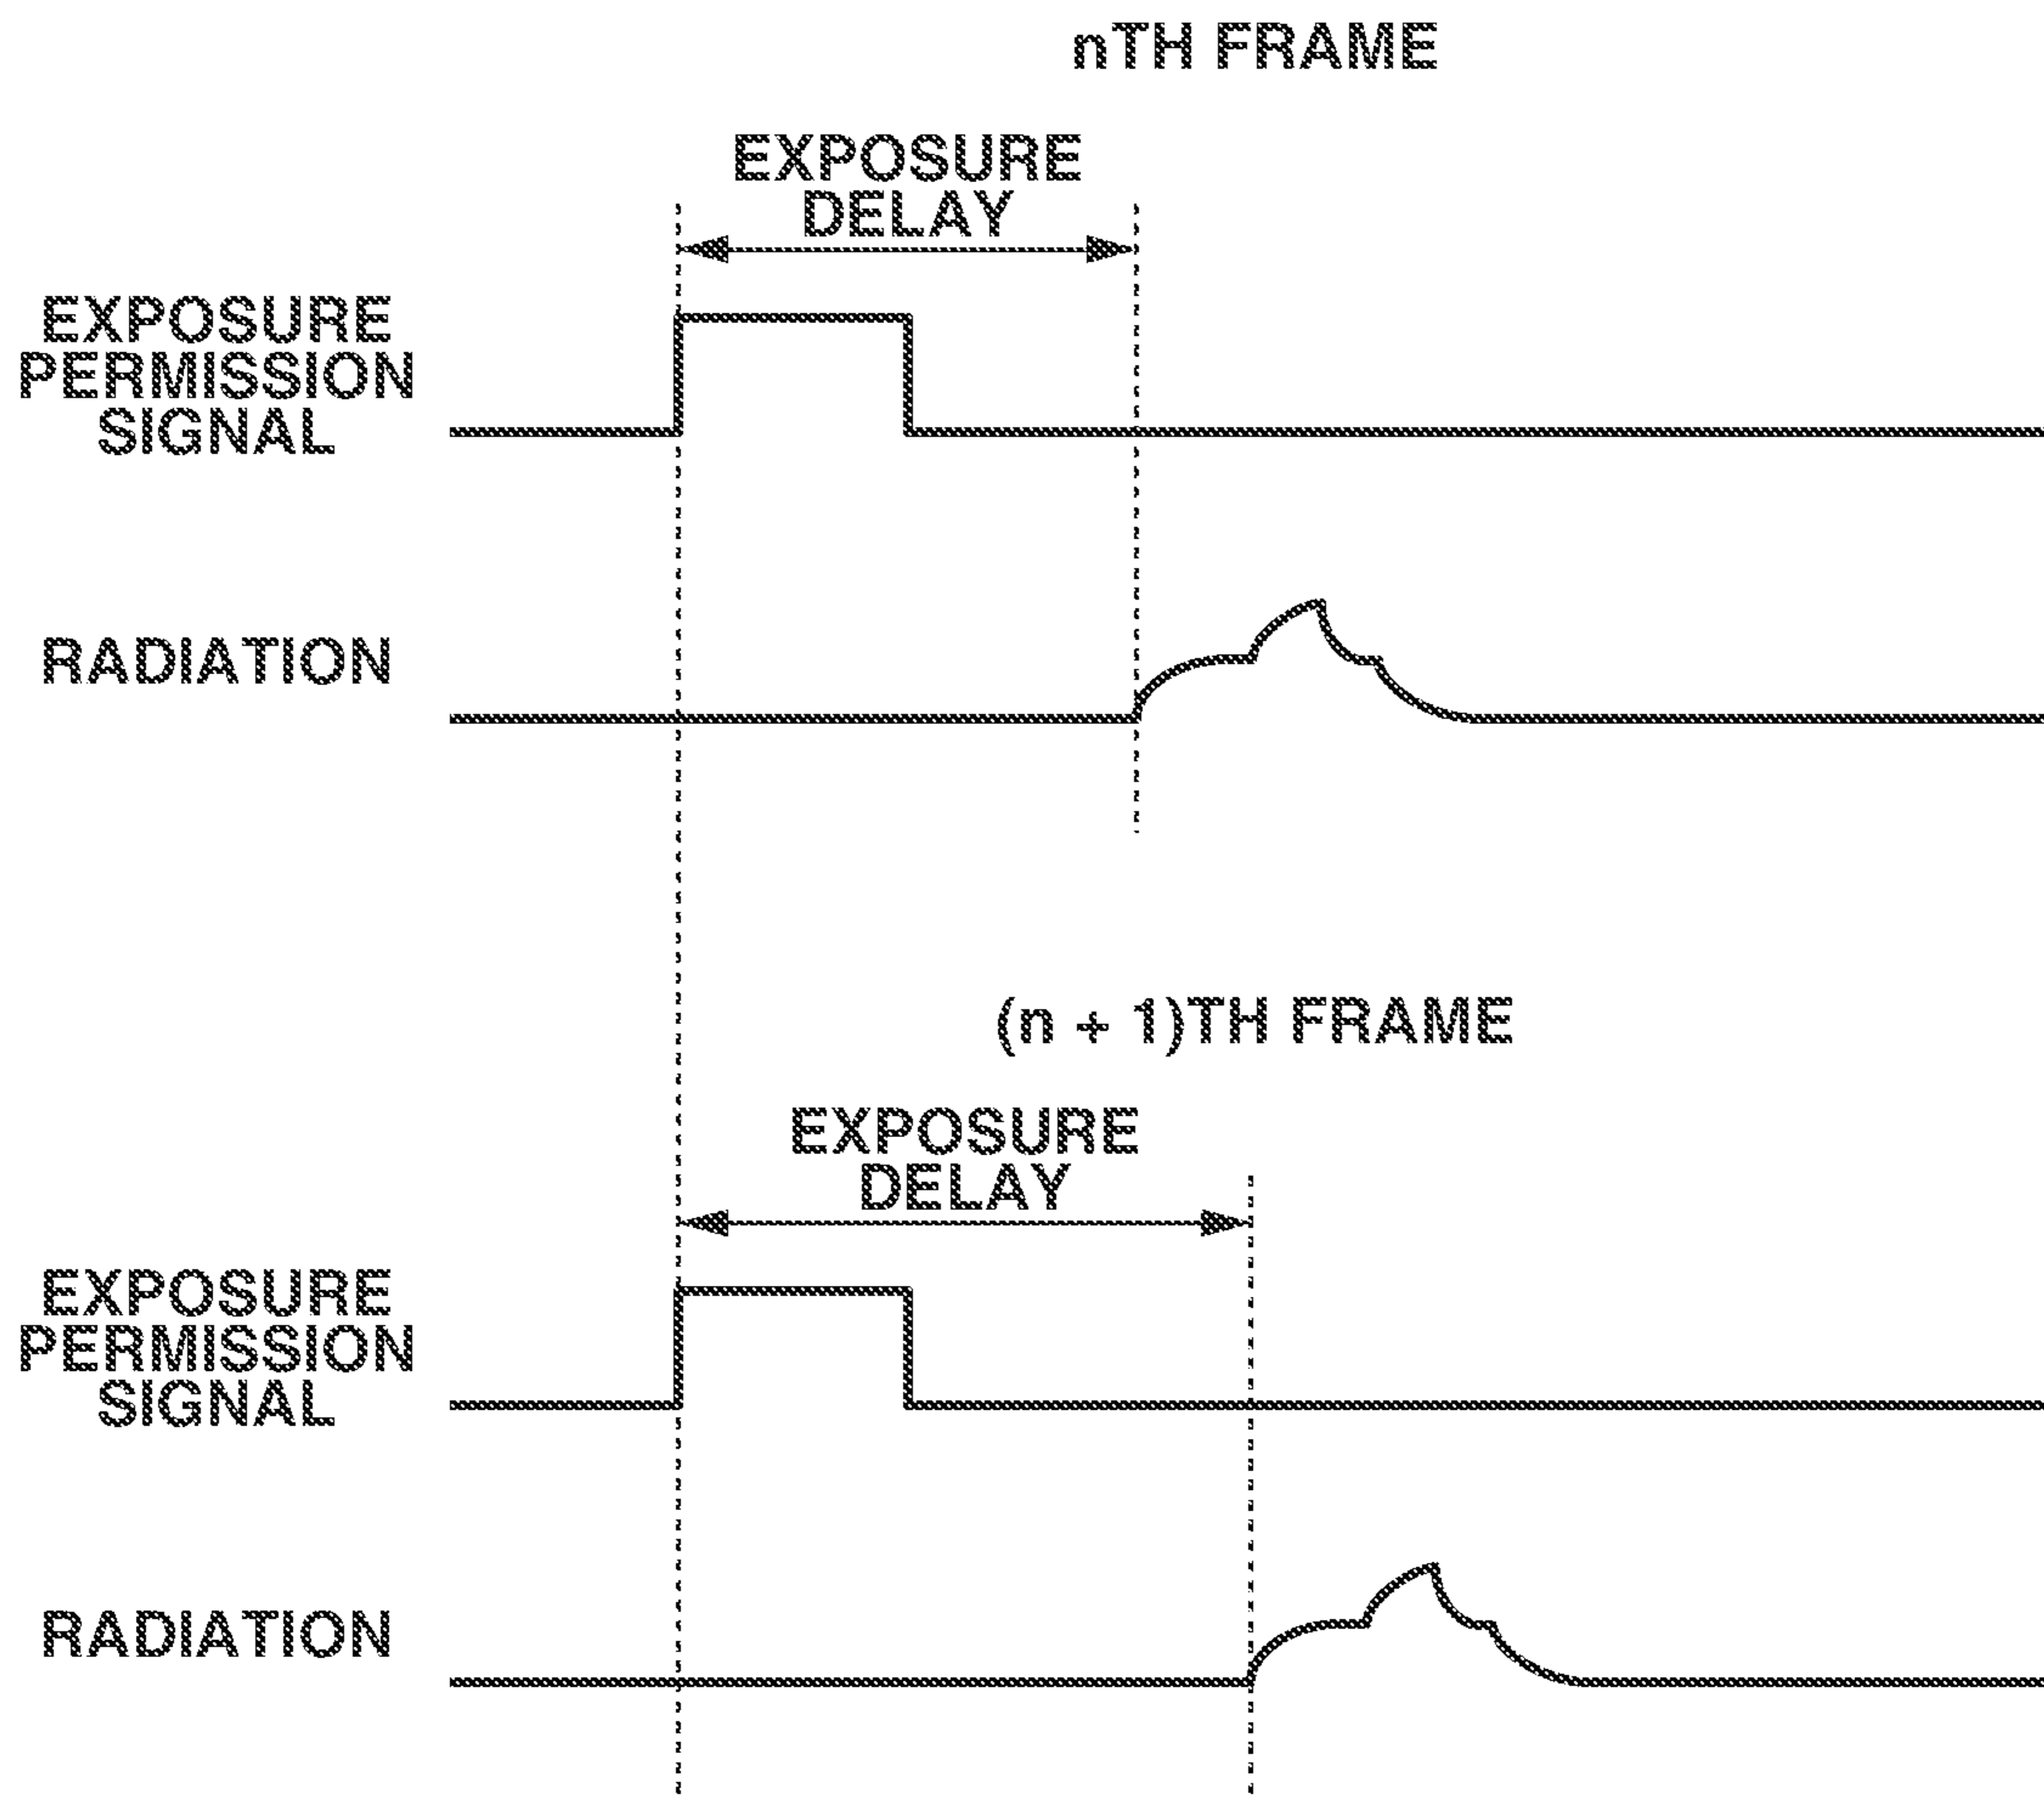 nTH FRAME
EXPOSURE
DELAY
EXPOSURE
PERMISSION
SIGNAL
RADIATION
(n + 1)TH FRAME
EXPOSURE
DELAY
EXPOSURE
PERMISSION
SIGNAL
RADIATION